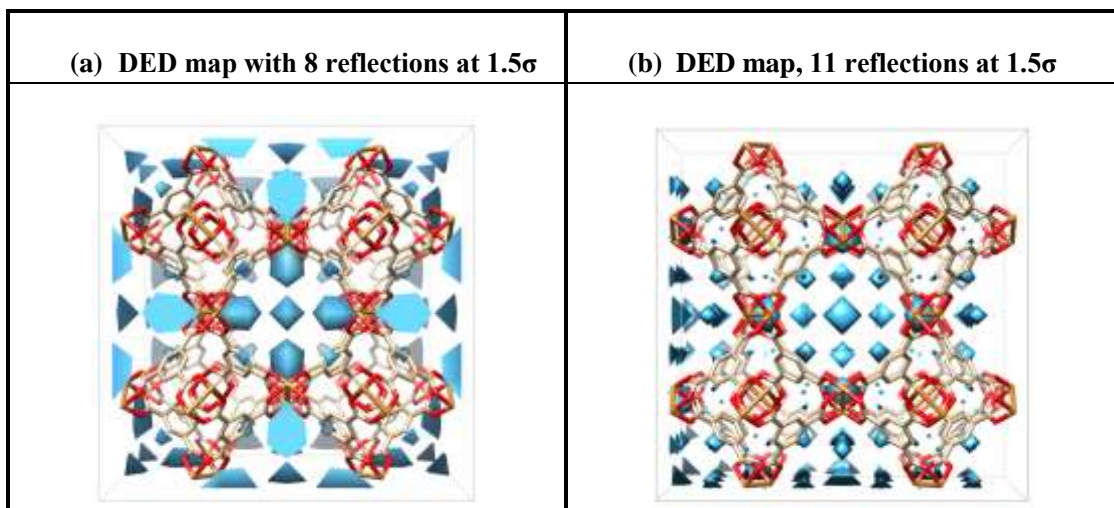 (a) DED map with 8 reflections at 1.5σ
(b) DED map, 11 reflections at 1.5σ